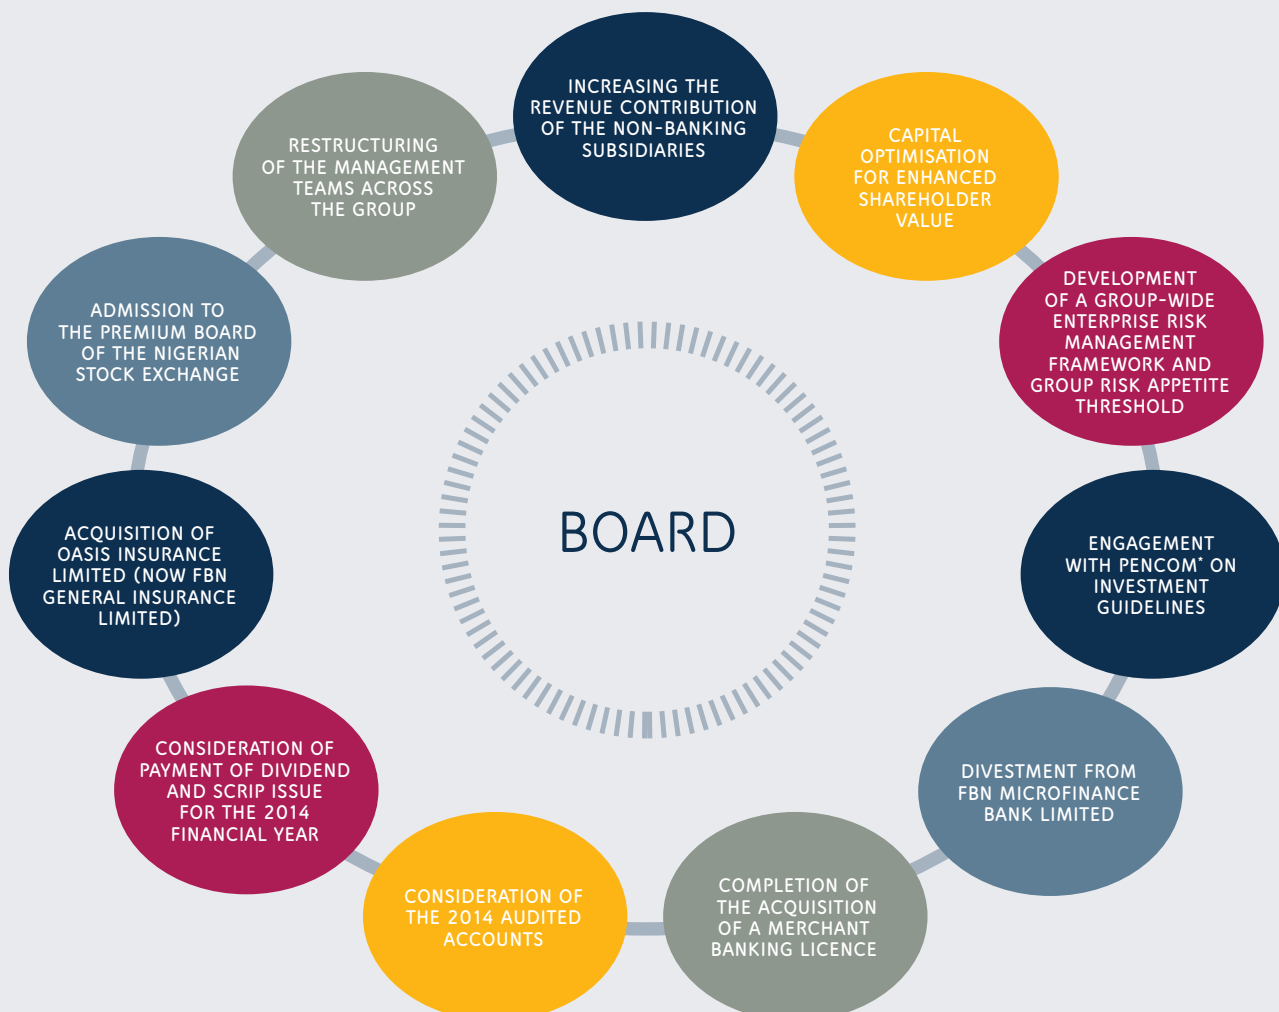 INCREASING THE
REVENUE CONTRIBUTION
OF THE NON-BANKING
SUBSIDIARIES
CAPITAL
OPTIMISATION
FOR ENHANCED
SHAREHOLDER
VALUE
DEVELOPMENT
OF A GROUP-WIDE
ENTERPRISE RISK
MANAGEMENT
FRAMEWORK AND
GROUP RISK APPETITE
THRESHOLD
ENGAGEMENT
WITH PENCOM* ON
INVESTMENT
GUIDELINES
DIVESTMENT FROM
FBN MICROFINANCE
BANK LIMITED
COMPLETION OF
THE ACQUISITION
OF A MERCHANT
BANKING LICENCE
CONSIDERATION OF
THE 2014 AUDITED
ACCOUNTS
CONSIDERATION OF
PAYMENT OF DIVIDEND
AND SCRIP ISSUE
FOR THE 2014
FINANCIAL YEAR
ACQUISITION OF
OASIS INSURANCE
LIMITED (NOW FBN
GENERAL INSURANCE
LIMITED)
ADMISSION TO
THE PREMIUM BOARD
OF THE NIGERIAN
STOCK EXCHANGE
RESTRUCTURING
OF THE MANAGEMENT
TEAMS ACROSS
THE GROUP
BOARD